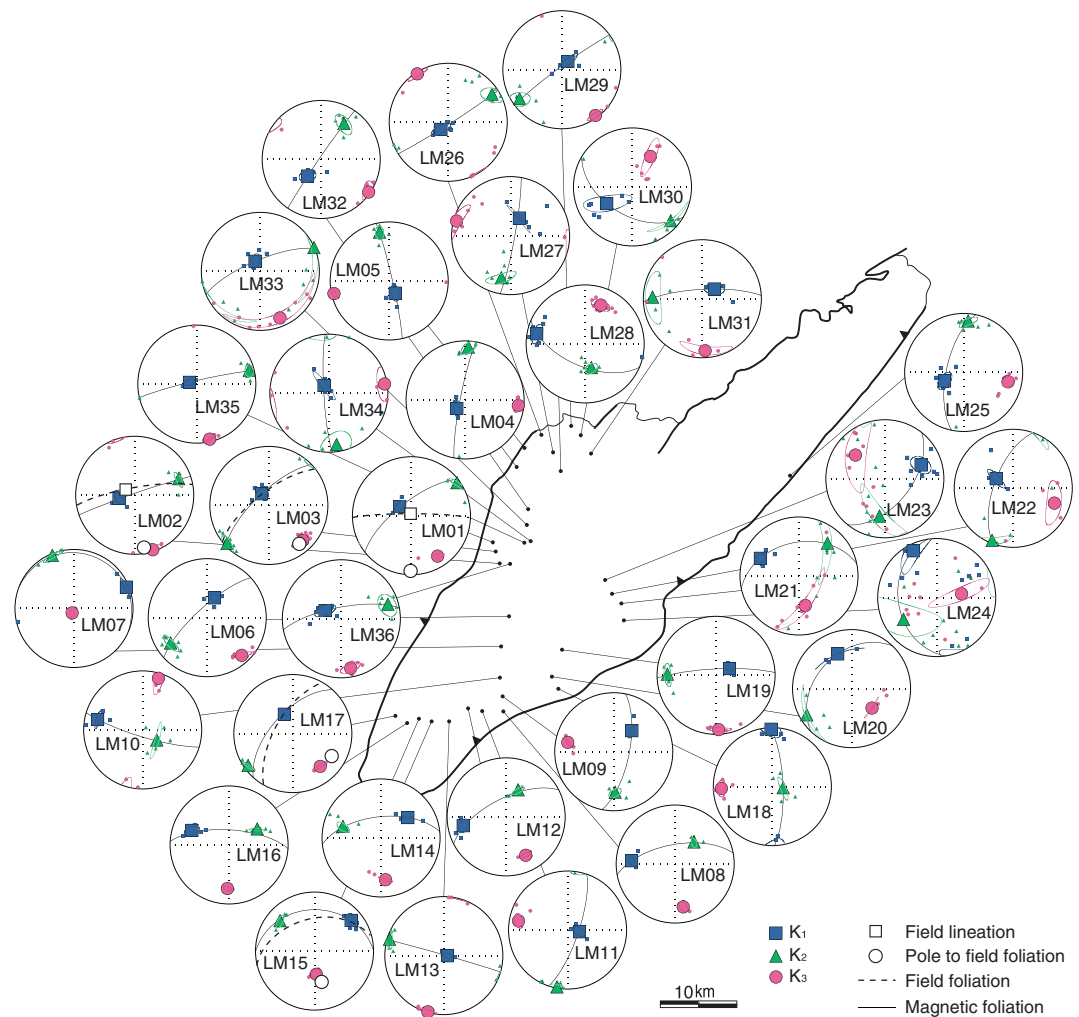 LM29
LM26
LM32
LM30
LM27
LM33
LM05
LM31
LM28
LM35
LM34
LM04
LM25
LM02
LM03
LM01
LM23
LM22
LM07
LM06
LM36
LM21
LM24
LM10
LM17
LM19
LM20
LM09
LM18
LM16
LM14
LM12
LM08
LM15
LM13
LM11
K1
K2
K3
Field lineation
Pole to field foliation
Field foliation
Magnetic foliation
10 km